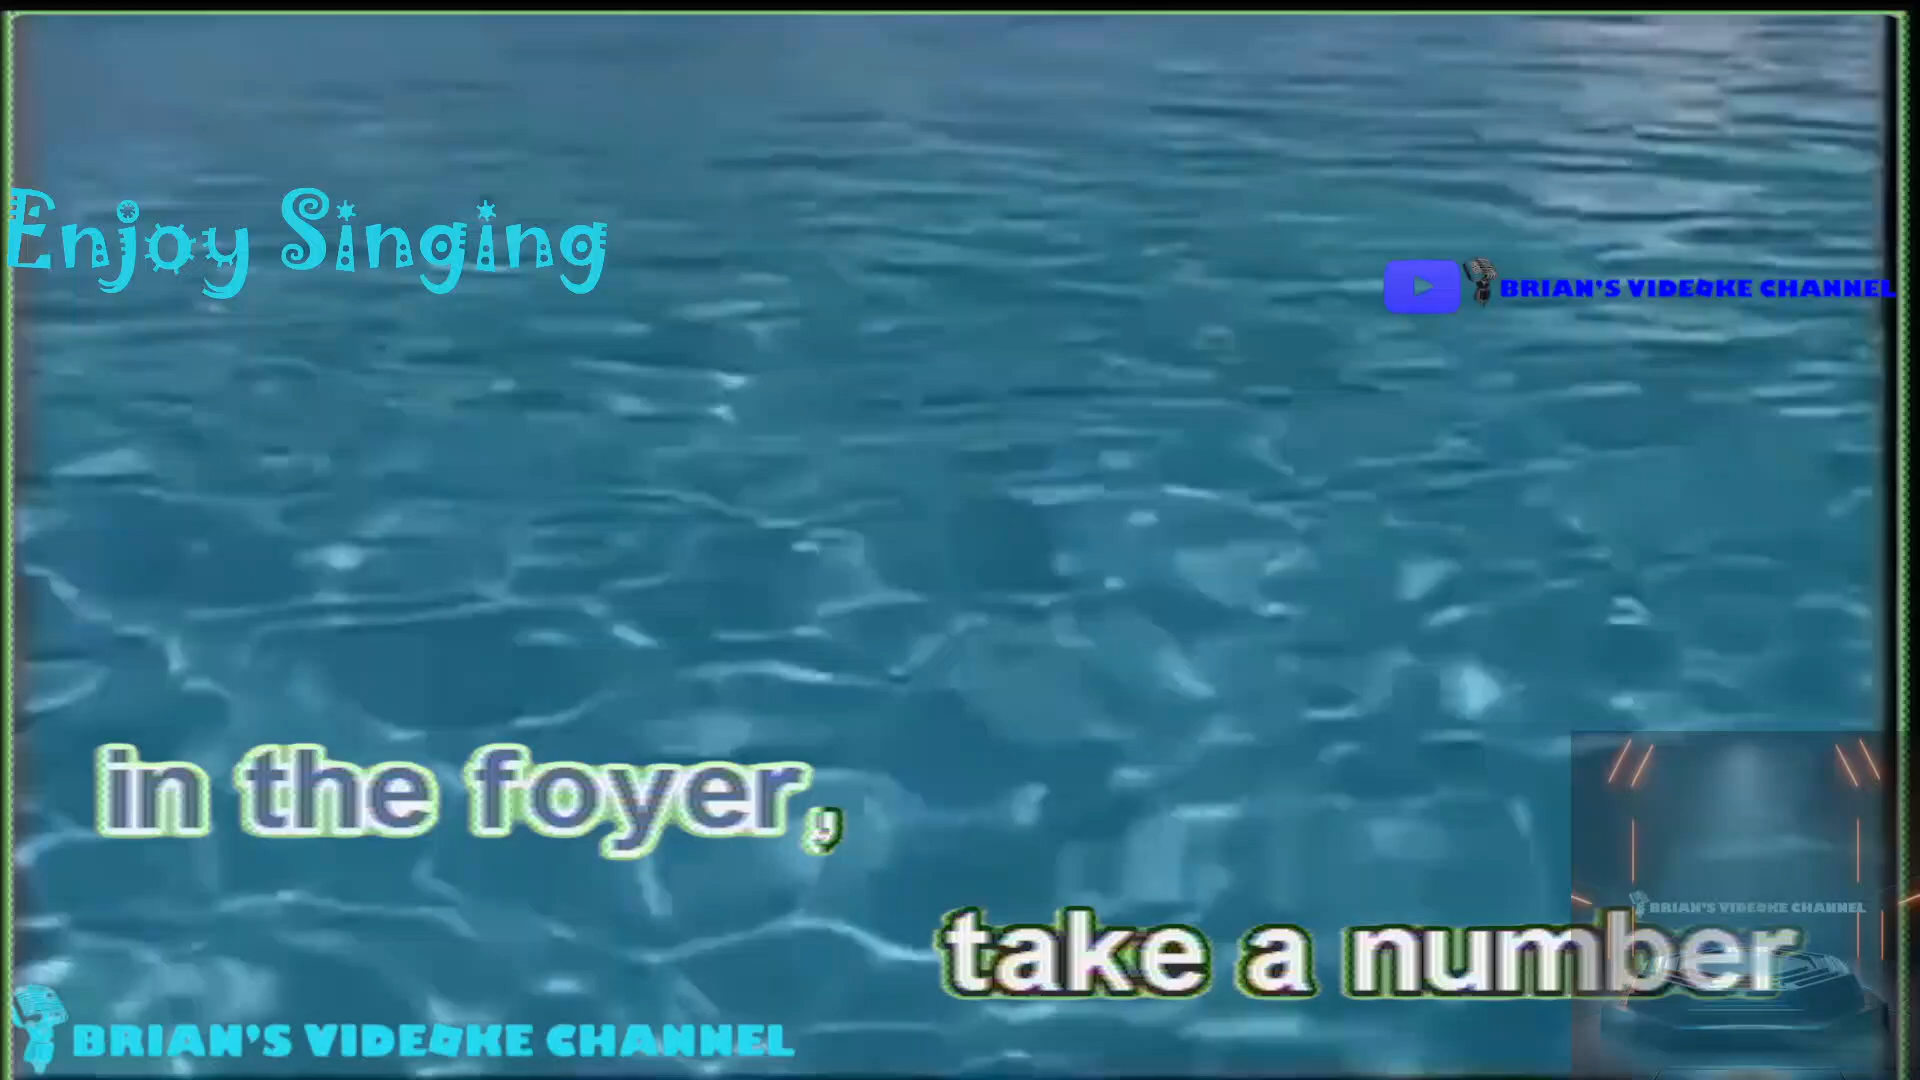 Enjoy Singing
BRIAN'S VIDEOKE CHANNEL
in the foyer,
BRIAN'S VIDEOKE CHANNEL
take a number
BRIAN'S VIDEOKE CHANNEL